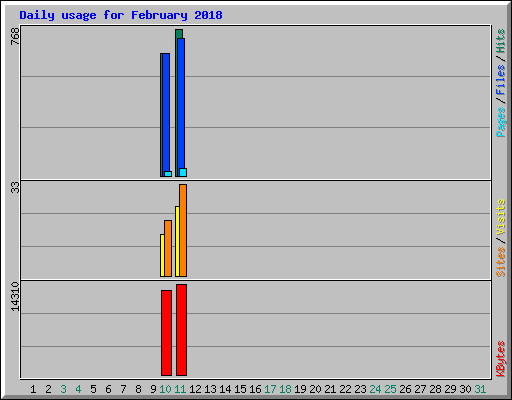 Daily usage for February 2018
768
33
14310
Pages / Files / Hits
Sites / Visits
KBytes
1 2 3 4 5 6 7 8 9 10 11 12 13 14 15 16 17 18 19 20 21 22 23 24 25 26 27 28 29 30 31